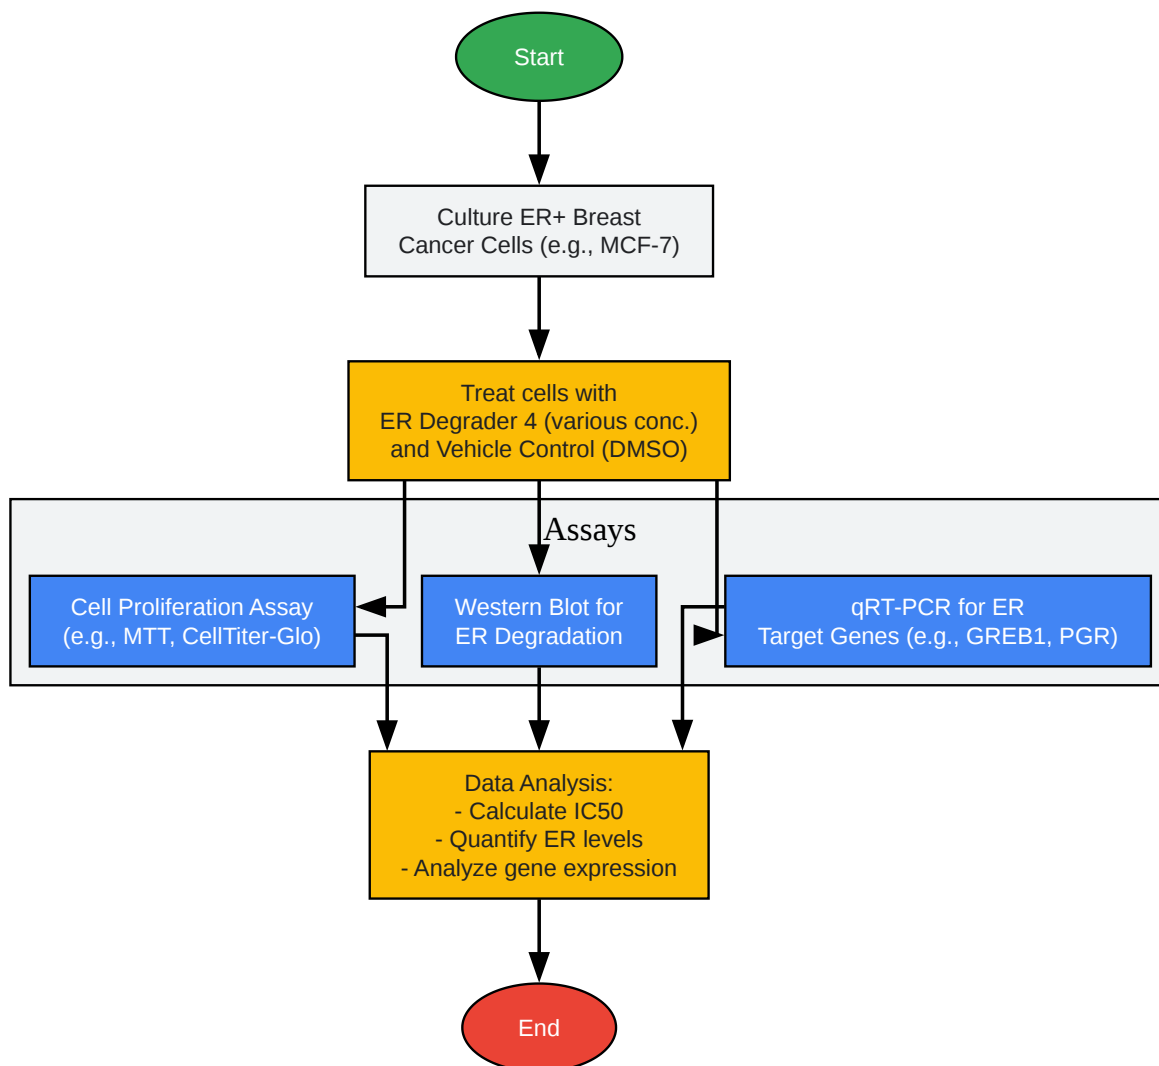 Start
Culture ER+ Breast
Cancer Cells (e.g., MCF-7)
Treat cells with
ER Degrader 4 (various conc.)
and Vehicle Control (DMSO)
Assays
Cell Proliferation Assay
(e.g., MTT, CellTiter-Glo)
Western Blot for
ER Degradation
qRT-PCR for ER
Target Genes (e.g., GREB1, PGR)
Data Analysis:
- Calculate IC50
- Quantify ER levels
- Analyze gene expression
End